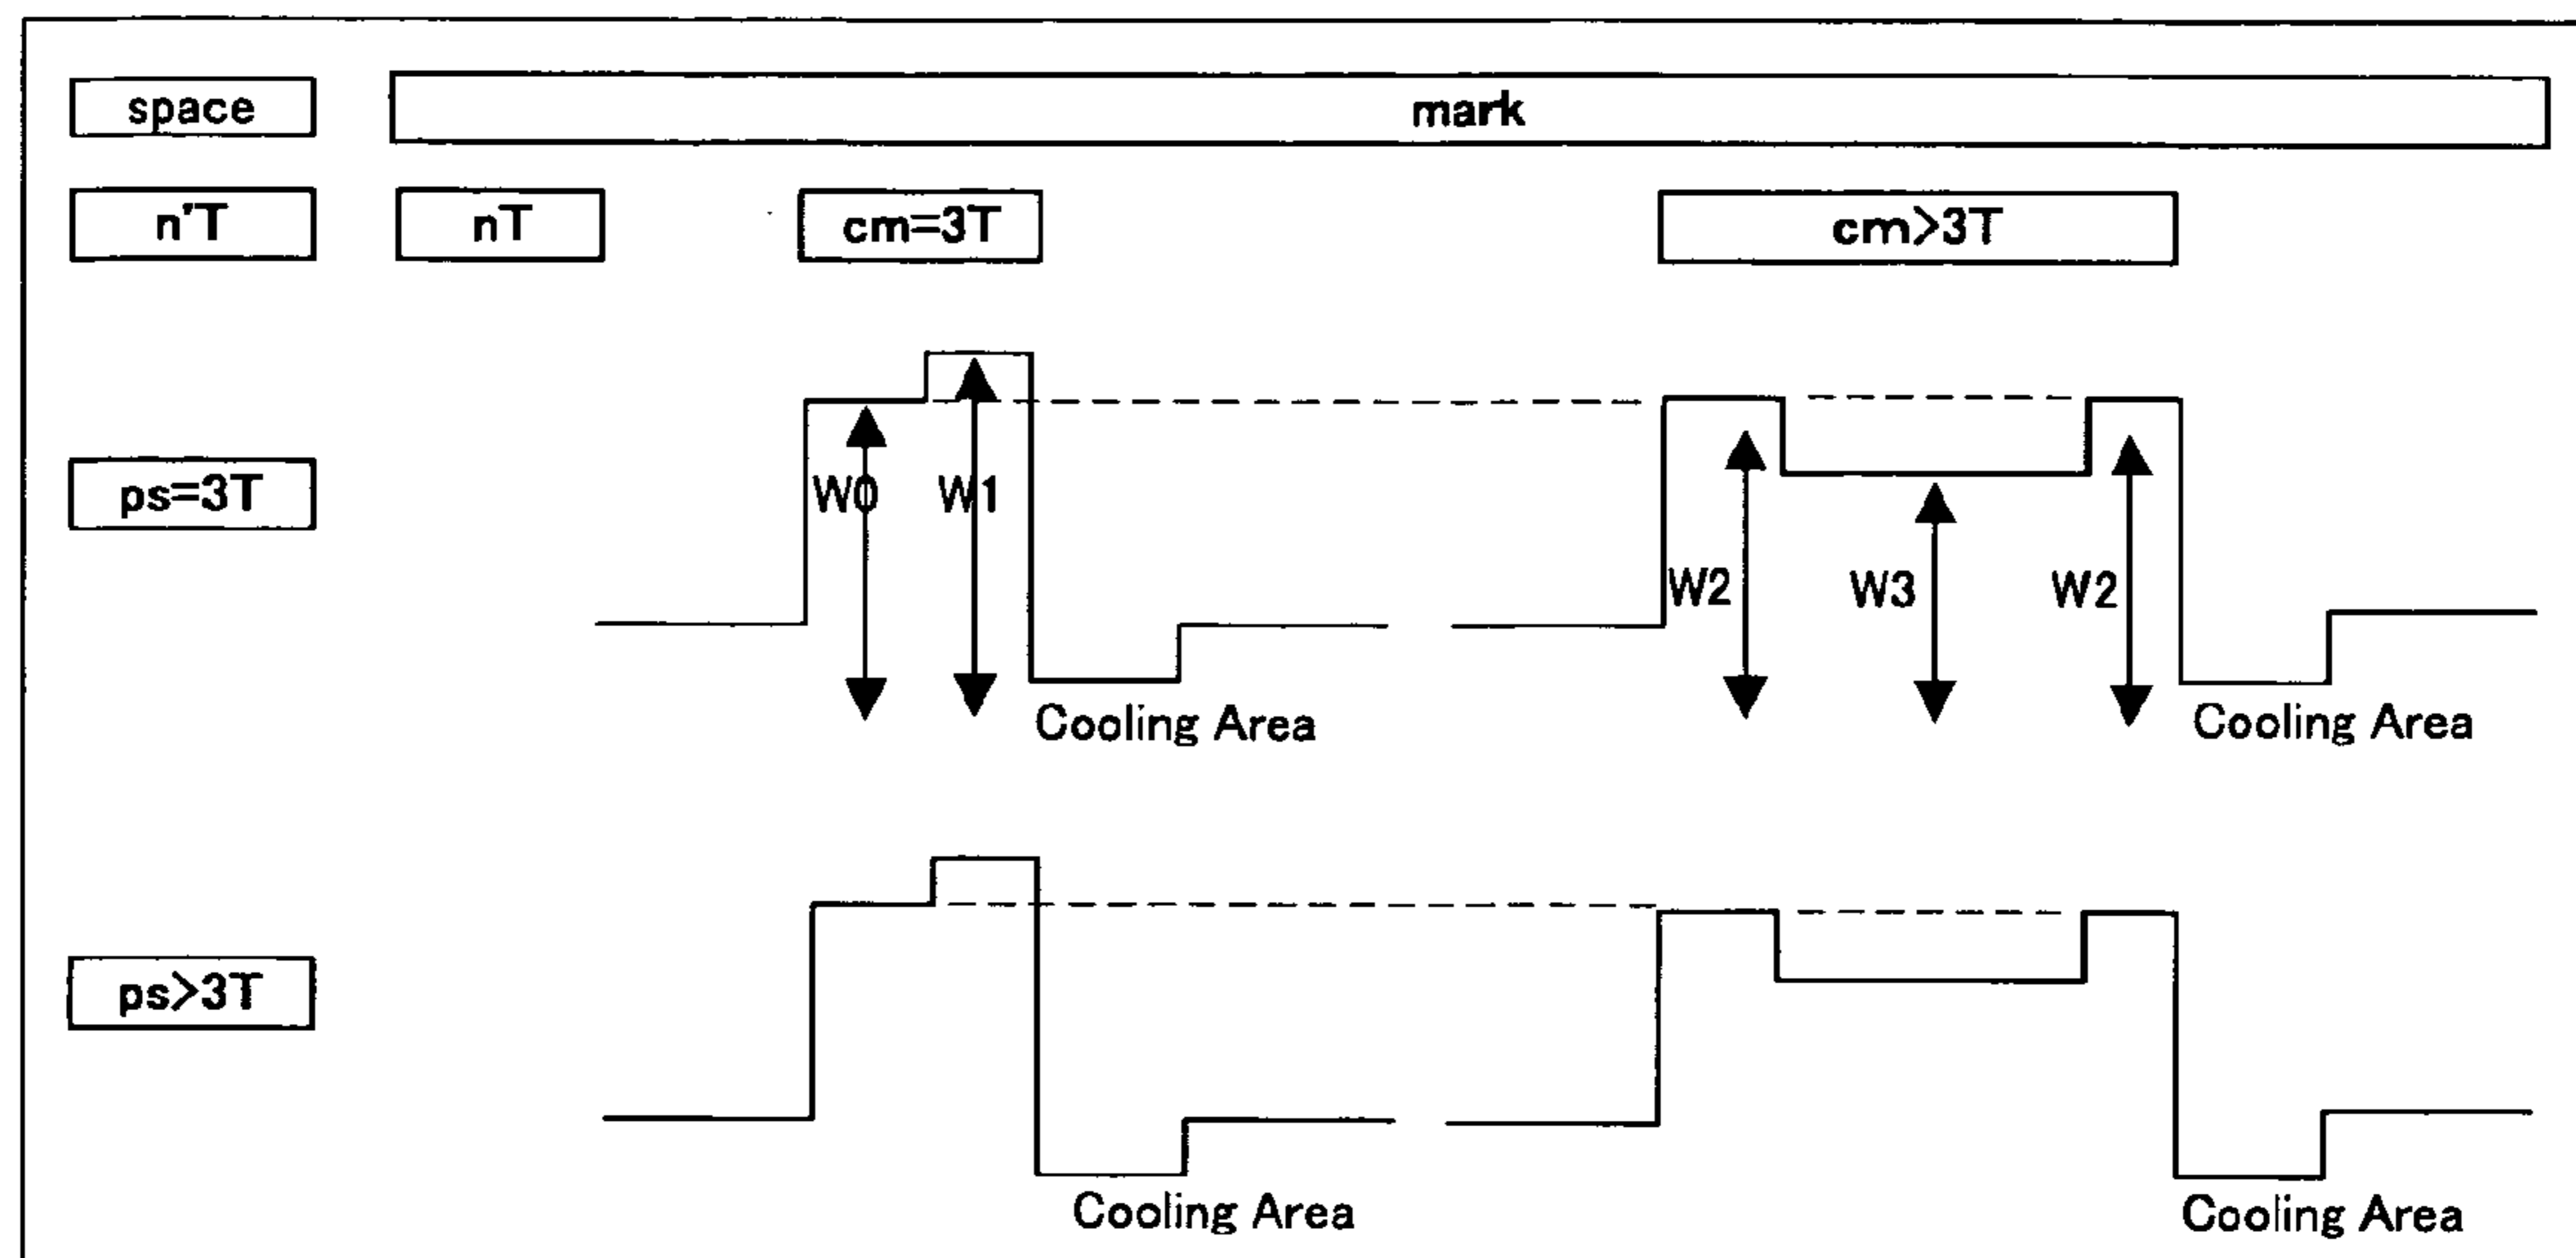 space
mark
n'T
nT
cm=3T
cm>3T
ps=3T
W0
W1
W2
W3
W2
Cooling Area
Cooling Area
ps>3T
Cooling Area
Cooling Area